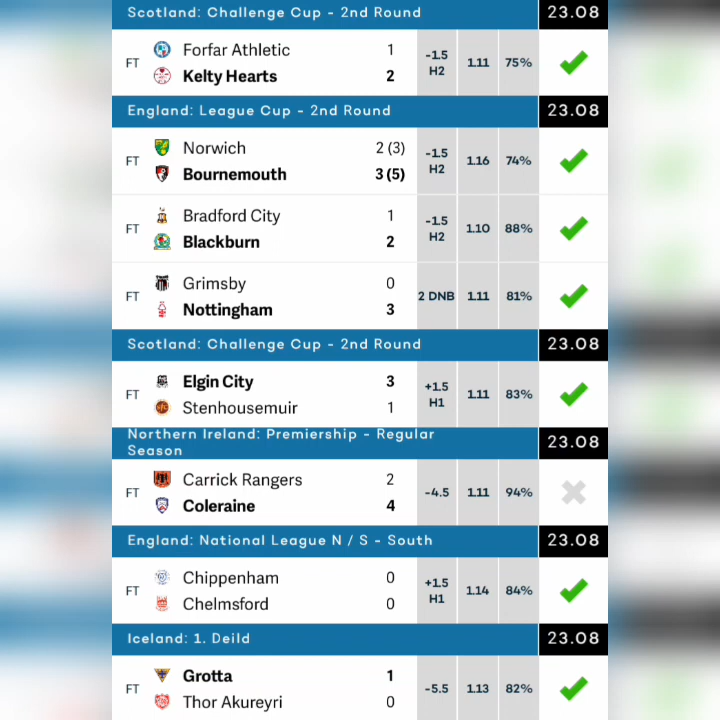 Scotland: Challenge Cup - 2nd Round 23.08
FT Forfar Athletic 1 -1.5 H2 1.11 75%
Kelty Hearts 2
England: League Cup - 2nd Round 23.08
FT Norwich 2 (3) -1.5 H2 1.16 74%
Bournemouth 3 (5)
FT Bradford City 1 -1.5 H2 1.10 88%
Blackburn 2
FT Grimsby 0 2 DNB 1.11 81%
Nottingham 3
Scotland: Challenge Cup - 2nd Round 23.08
FT Elgin City 3 +1.5 H1 1.11 83%
Stenhousemuir 1
Northern Ireland: Premiership - Regular
Season 23.08
FT Carrick Rangers 2 -4.5 1.11 94%
Coleraine 4
England: National League N / S - South 23.08
FT Chippenham 0 +1.5 H1 1.14 84%
Chelmsford 0
Iceland: 1. Deild 23.08
FT Grotta 1 -5.5 1.13 82%
Thor Akureyri 0